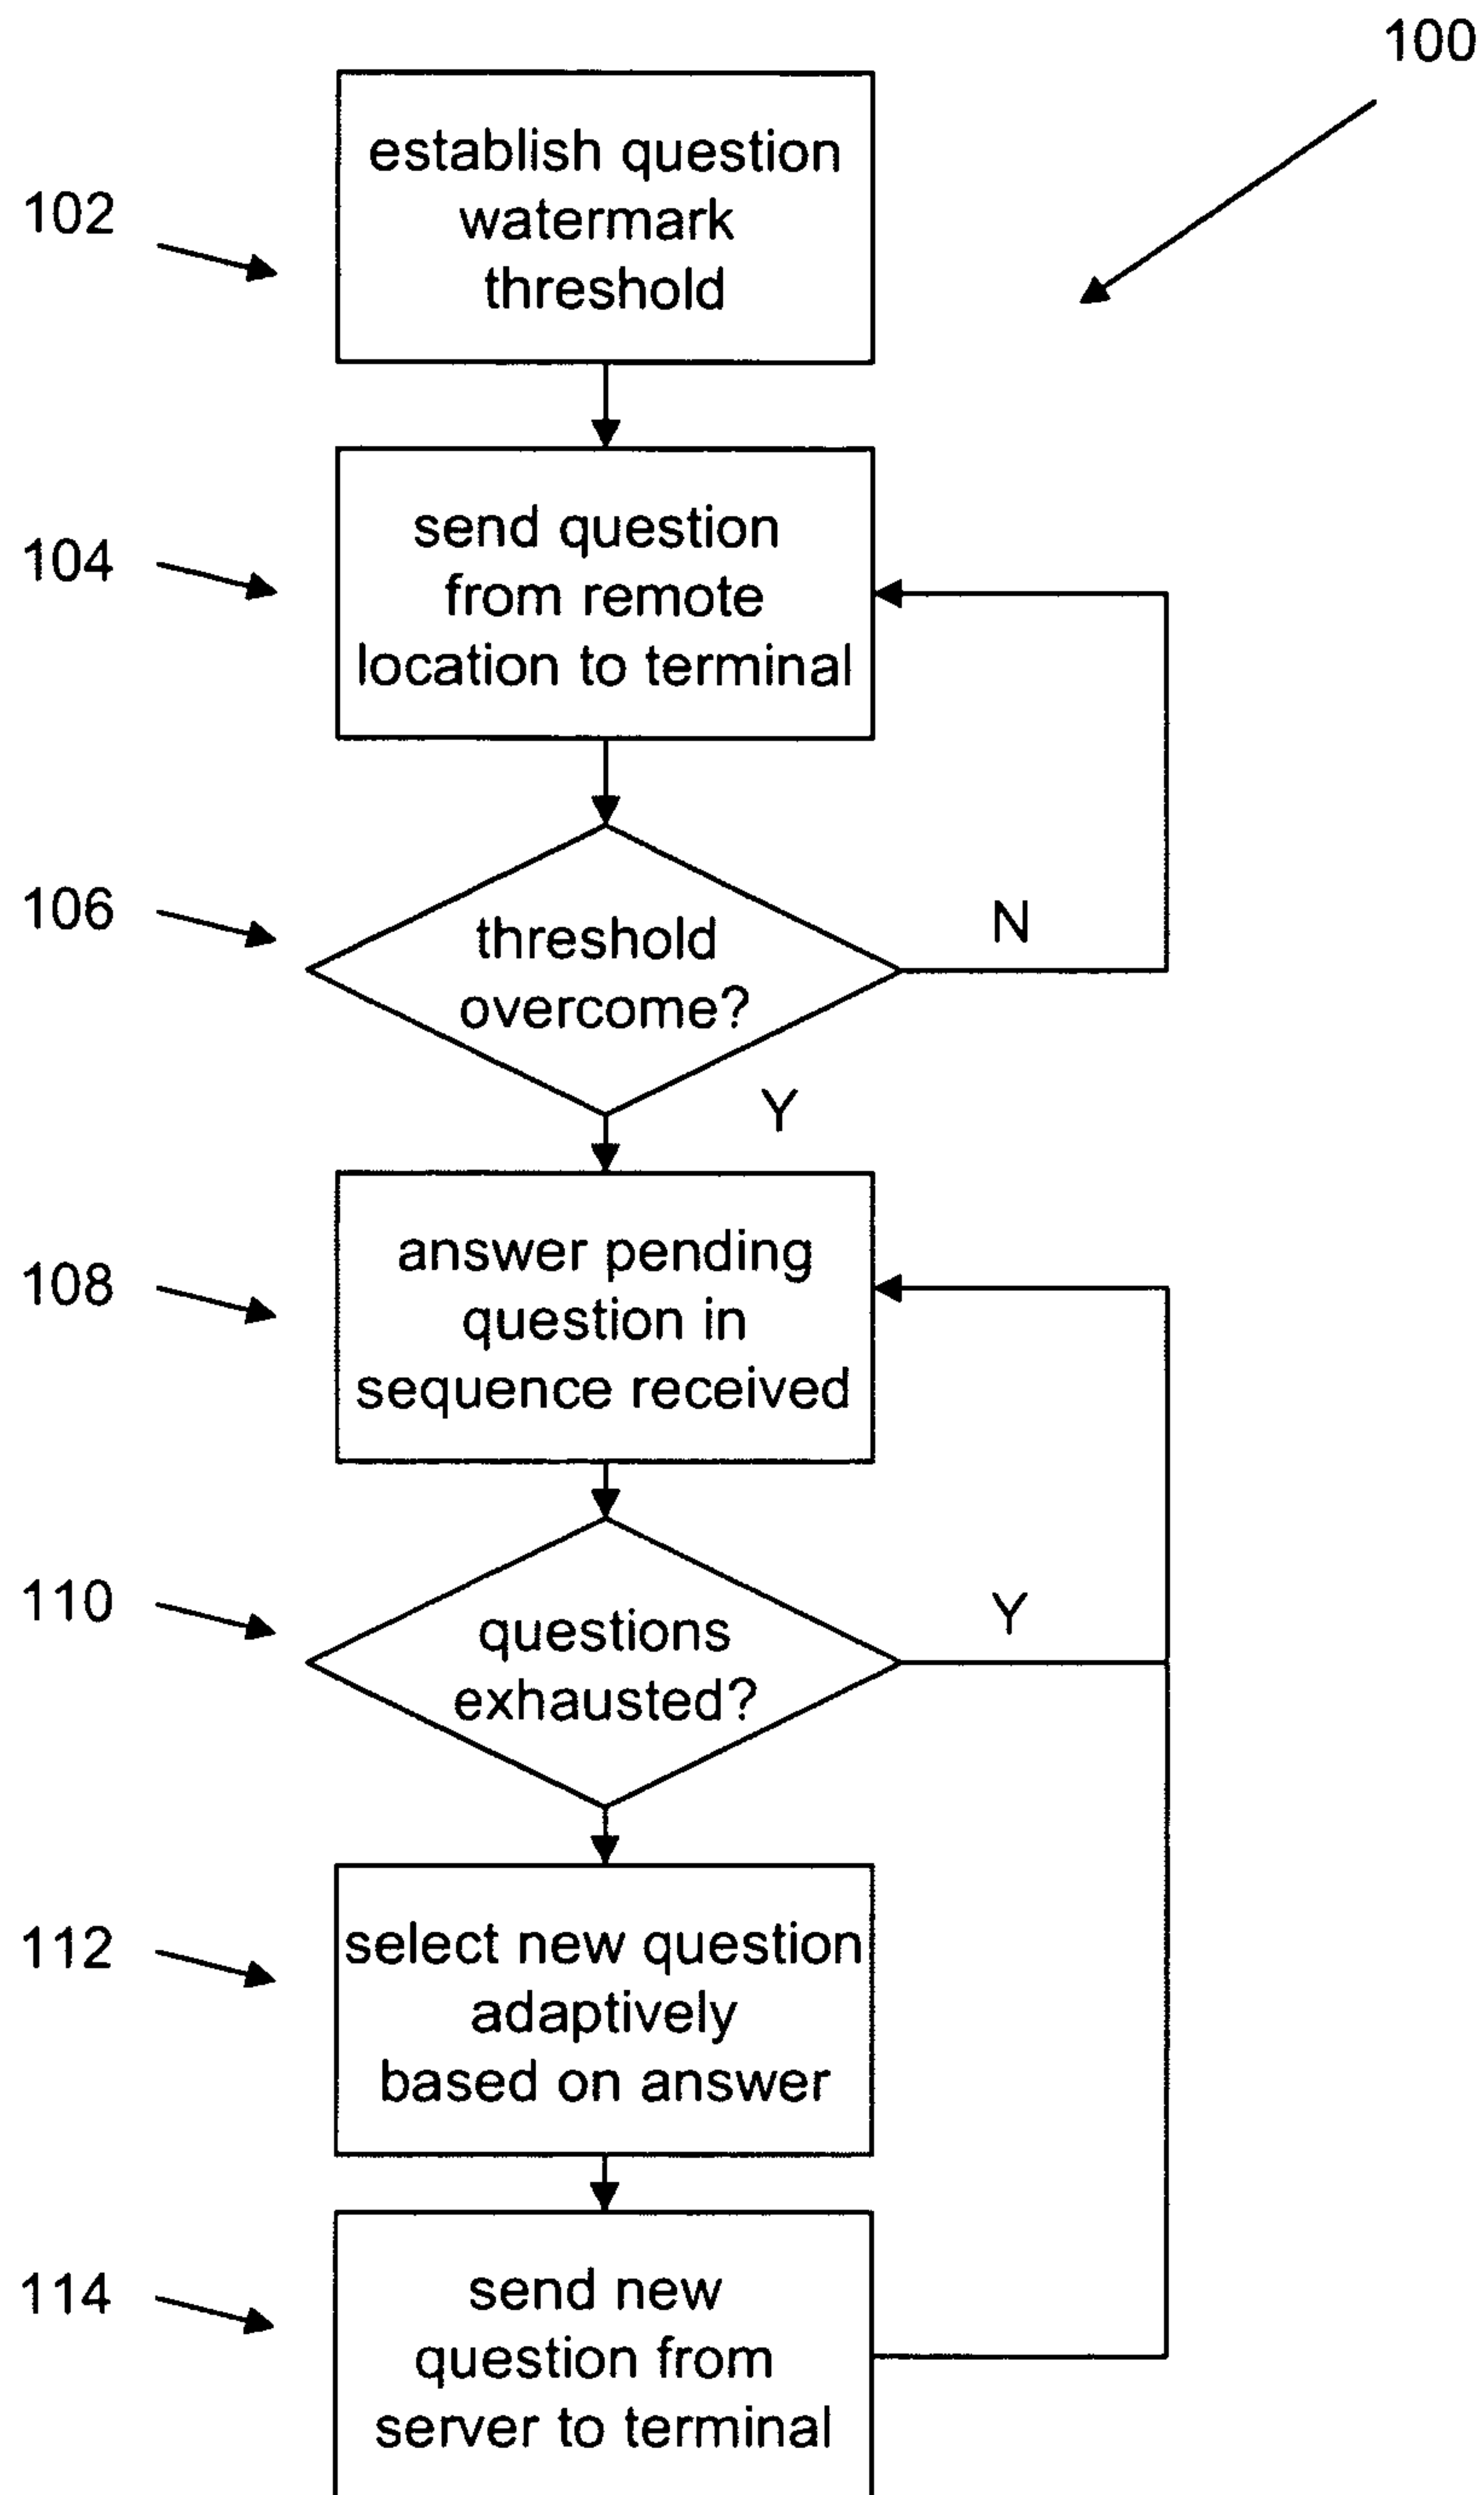 100
establish question
watermark
threshold
102
send question
from remote
location to terminal
104
threshold
overcome?
106
N
Y
answer pending
question in
sequence received
108
questions
exhausted?
110
Y
select new question
adaptively
based on answer
112
send new
question from
server to terminal
114